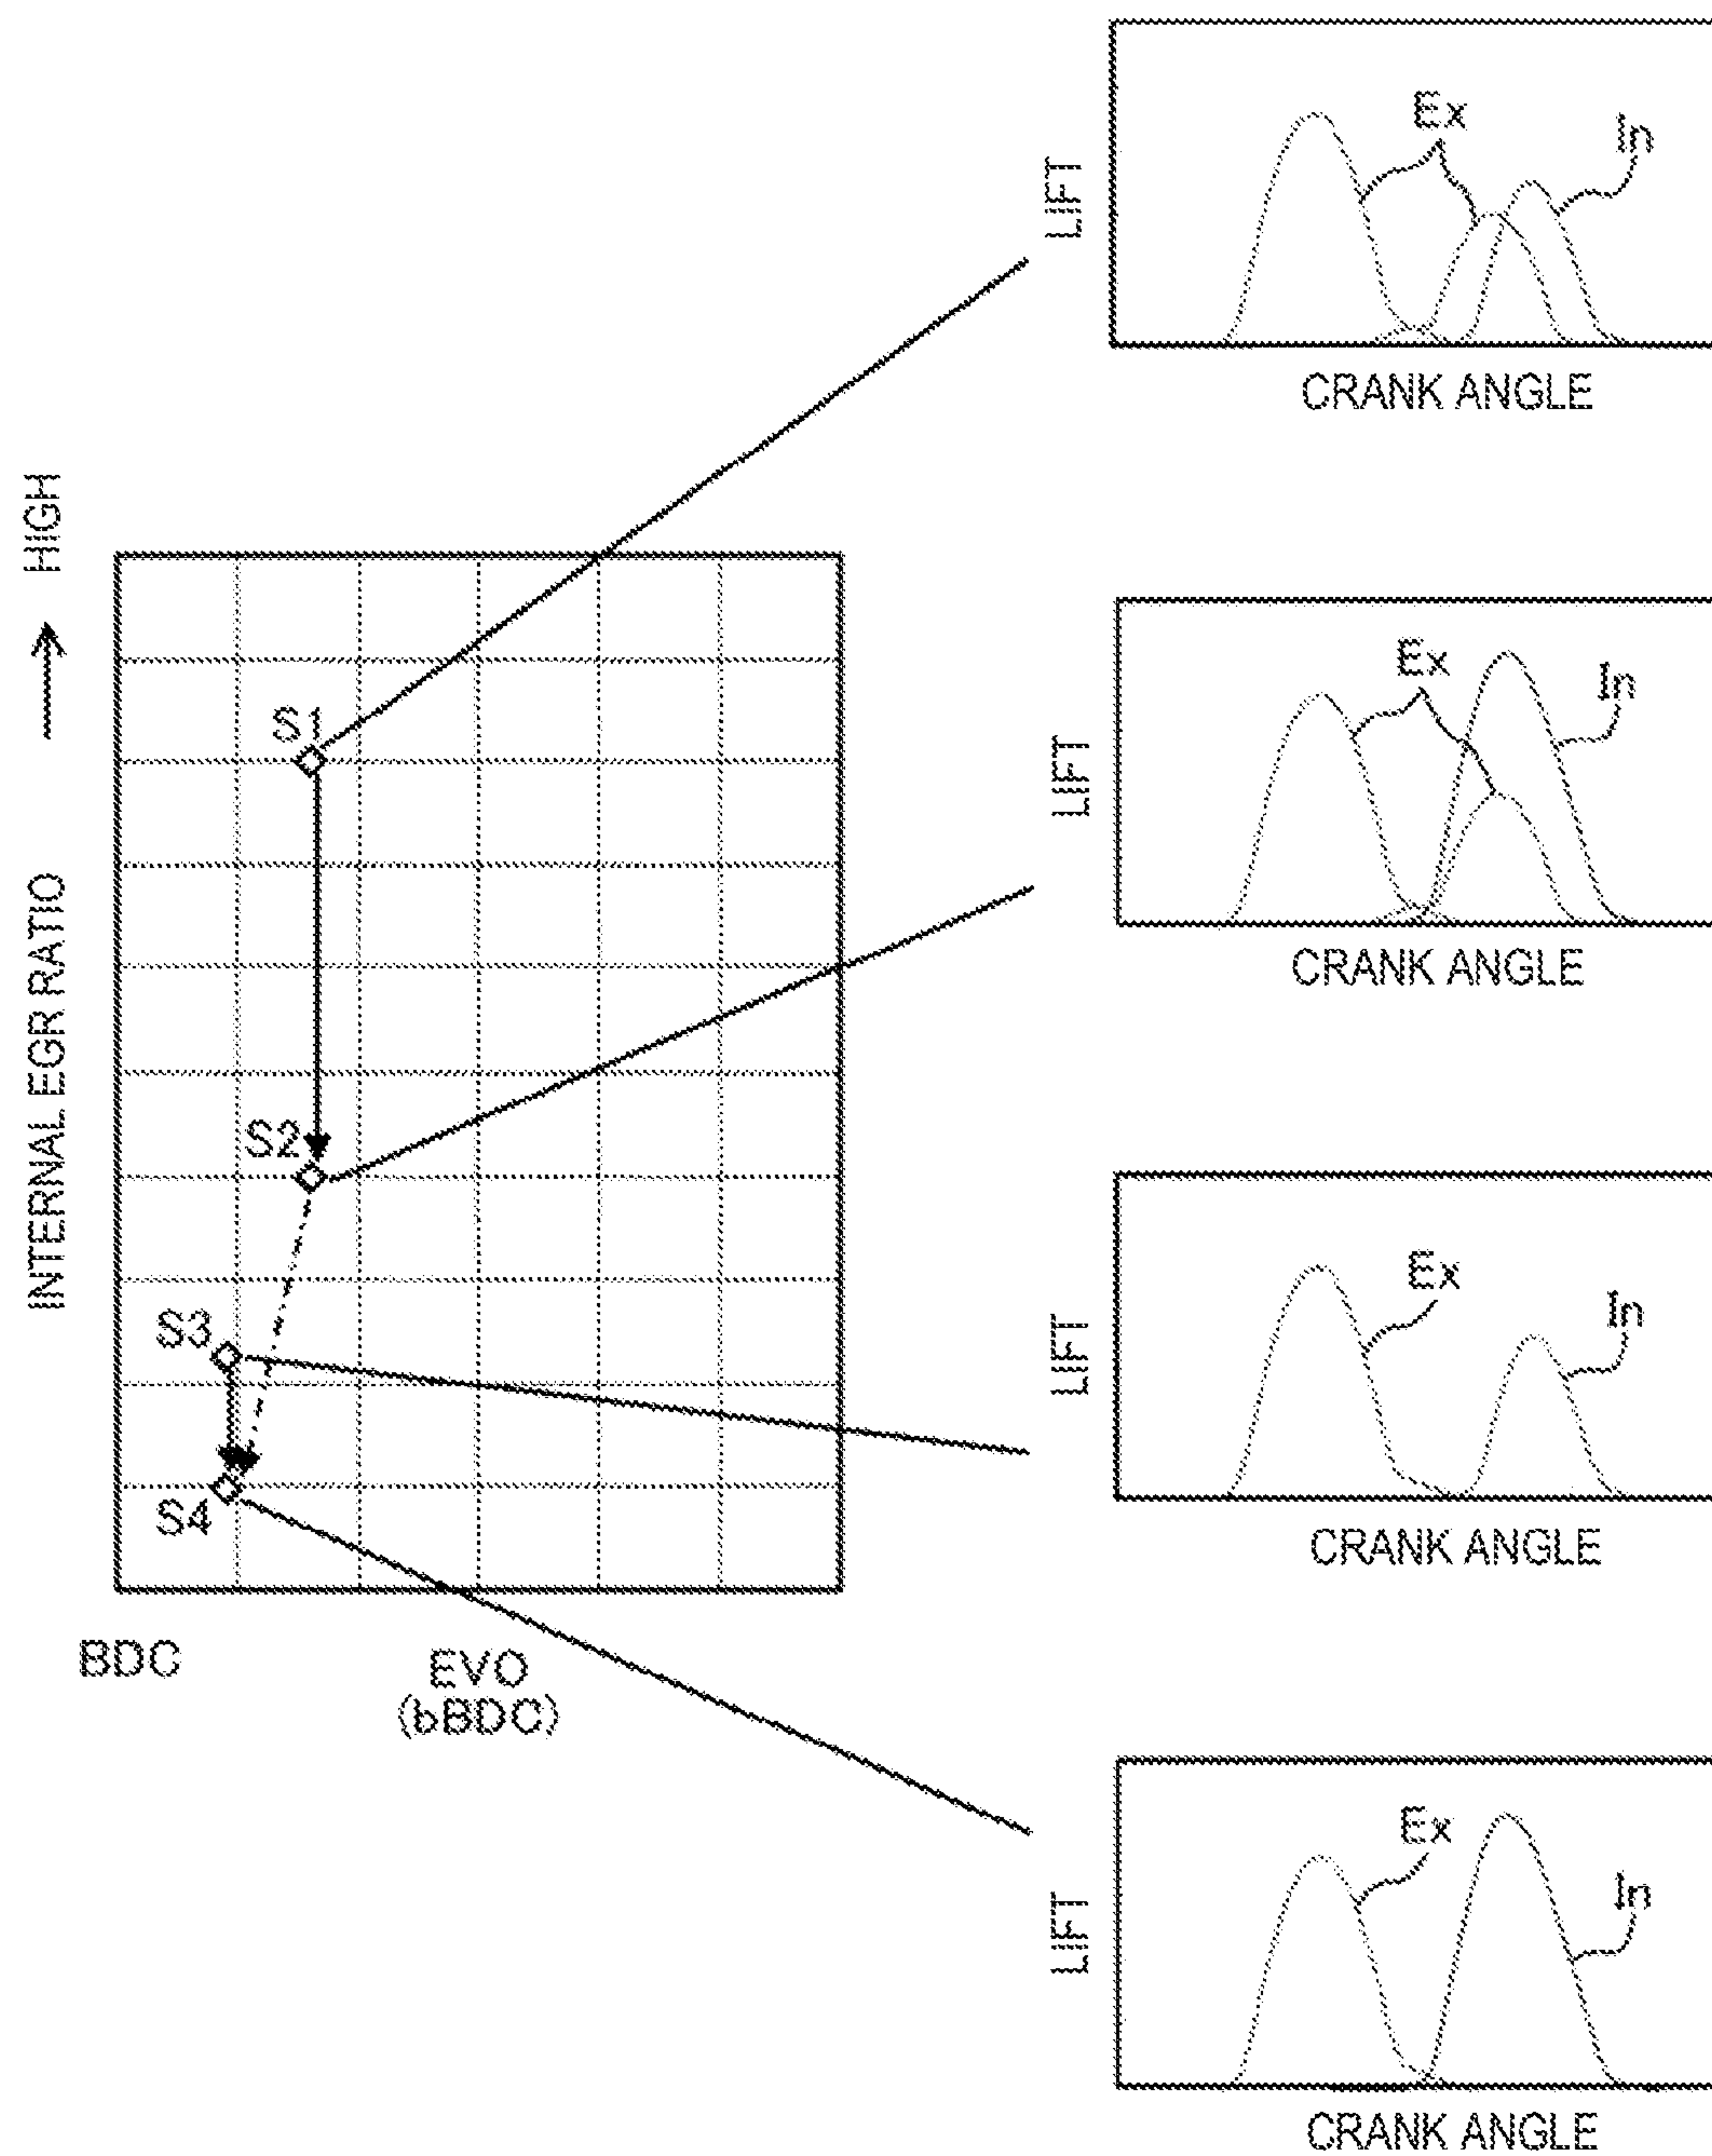 HIGH
INTERNAL EGR RATIO
S1
S2
S3
S4
BDC
EVO
(bBDC)
Ex
In
LIFT
CRANK ANGLE
Ex
In
LIFT
CRANK ANGLE
Ex
In
LIFT
CRANK ANGLE
Ex
In
LIFT
CRANK ANGLE